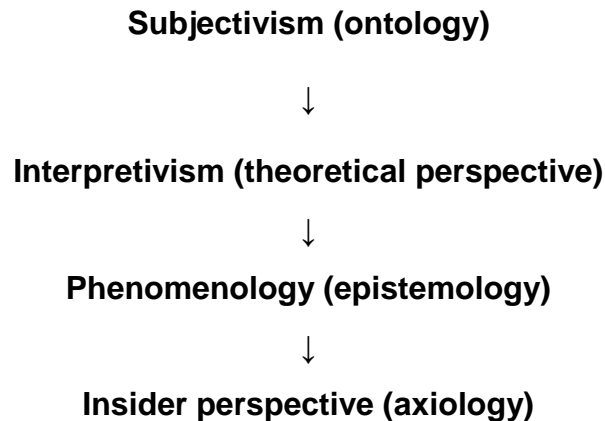 Subjectivism (ontology)
↓
Interpretivism (theoretical perspective)
↓
Phenomenology (epistemology)
↓
Insider perspective (axiology)